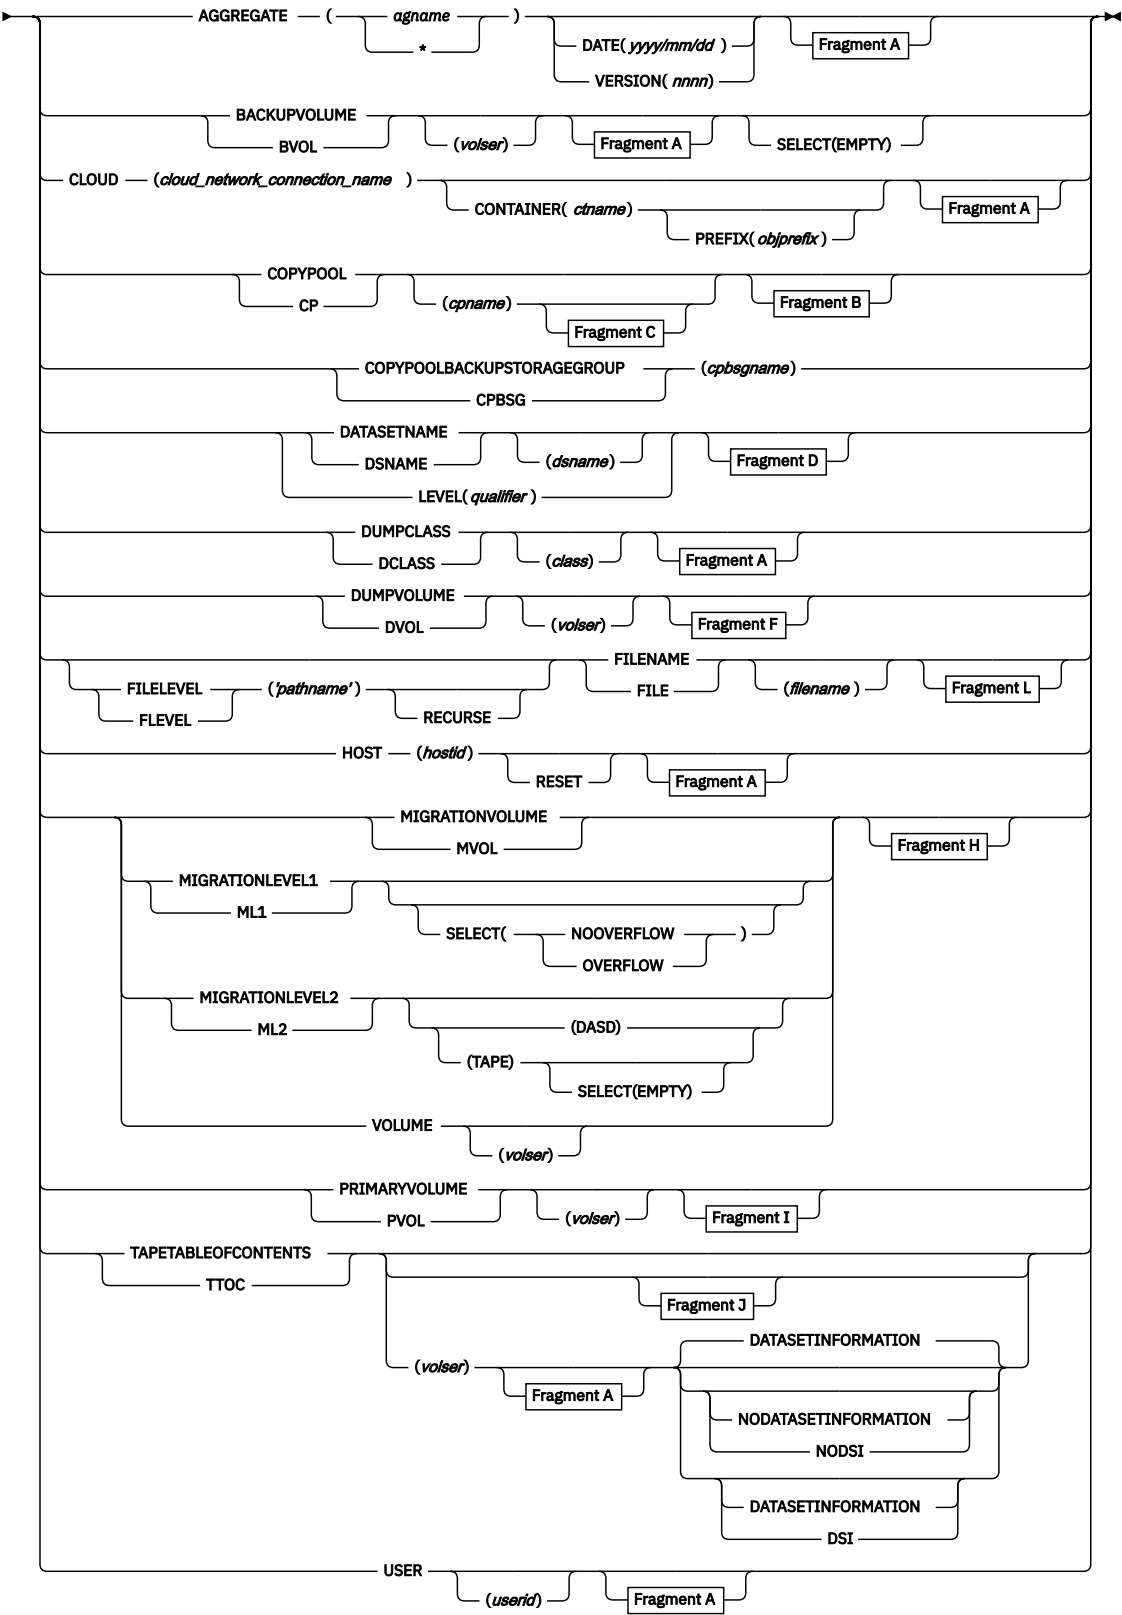 AGGREGATE ( agname )
*
DATE( yyyy/mm/dd )
Fragment A
VERSION( nnnn)
BACKUPVOLUME
BVOL
(volser)
Fragment A
SELECT(EMPTY)
CLOUD (cloud_network_connection_name )
CONTAINER( ctname)
Fragment A
PREFIX( objprefix )
COPYPOOL
CP
(cpname)
Fragment B
Fragment C
COPYPOOLBACKUPSTORAGEGROUP (cpbsgname)
CPBSG
DATASETNAME
DSNAME
(dsname)
Fragment D
LEVEL( qualifier )
DUMPCLASS
DCLASS
(class)
Fragment A
DUMPVOLUME
DVOL
(volser)
Fragment F
FILENAME
FILELEVEL ('pathname')
FILE
(filename )
Fragment L
FLEVEL
RECURSE
HOST (hostid)
RESET
Fragment A
MIGRATIONVOLUME
MVOL
Fragment H
MIGRATIONLEVEL1
ML1
SELECT( NOOVERFLOW )
OVERFLOW
MIGRATIONLEVEL2
ML2
(DASD)
(TAPE)
SELECT(EMPTY)
VOLUME
(volser)
PRIMARYVOLUME
PVOL
(volser)
Fragment I
TAPETABLEOFCONTENTS
TTOC
Fragment J
DATASETINFORMATION
(volser)
Fragment A
NODATASETINFORMATION
NODSI
DATASETINFORMATION
DSI
USER
(userid)
Fragment A